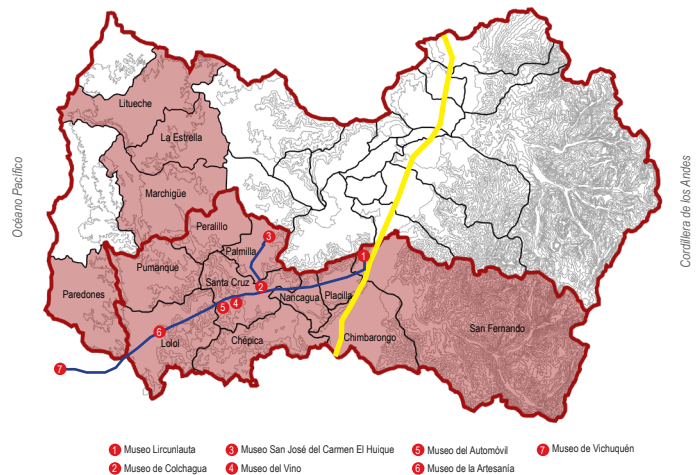 Océano Pacífico
Cordillera de los Andes
Litueche
La Estrella
Marchigüe
Peralillo
3
Palmilla
1
Pumanque
Paredones
Santa Cruz
2
Nancagua
Placilla
5
4
San Fernando
6
Lolol
Chépica
Chimbarongo
7
1 Museo Lircunlauta
3 Museo San José del Carmen El Huique
5 Museo del Automóvil
7 Museo de Vichuquén
2 Museo de Colchagua
4 Museo del Vino
6 Museo de la Artesanía